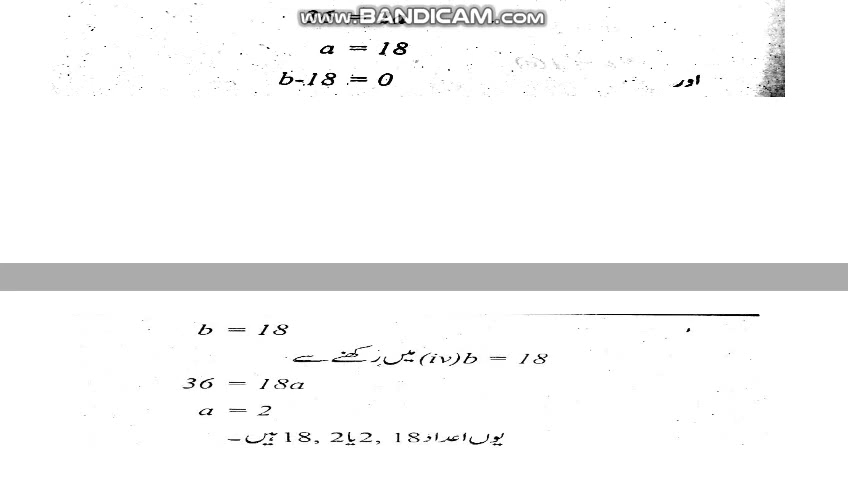 WWW.BANDICAM.COM
a = 18
اور b-18 = 0
b = 18
b = 18 (iv) میں رکھنے سے
36 = 18a
a = 2
یوں اعداد 18 ,2 یا 2 ,18 ہیں ۔